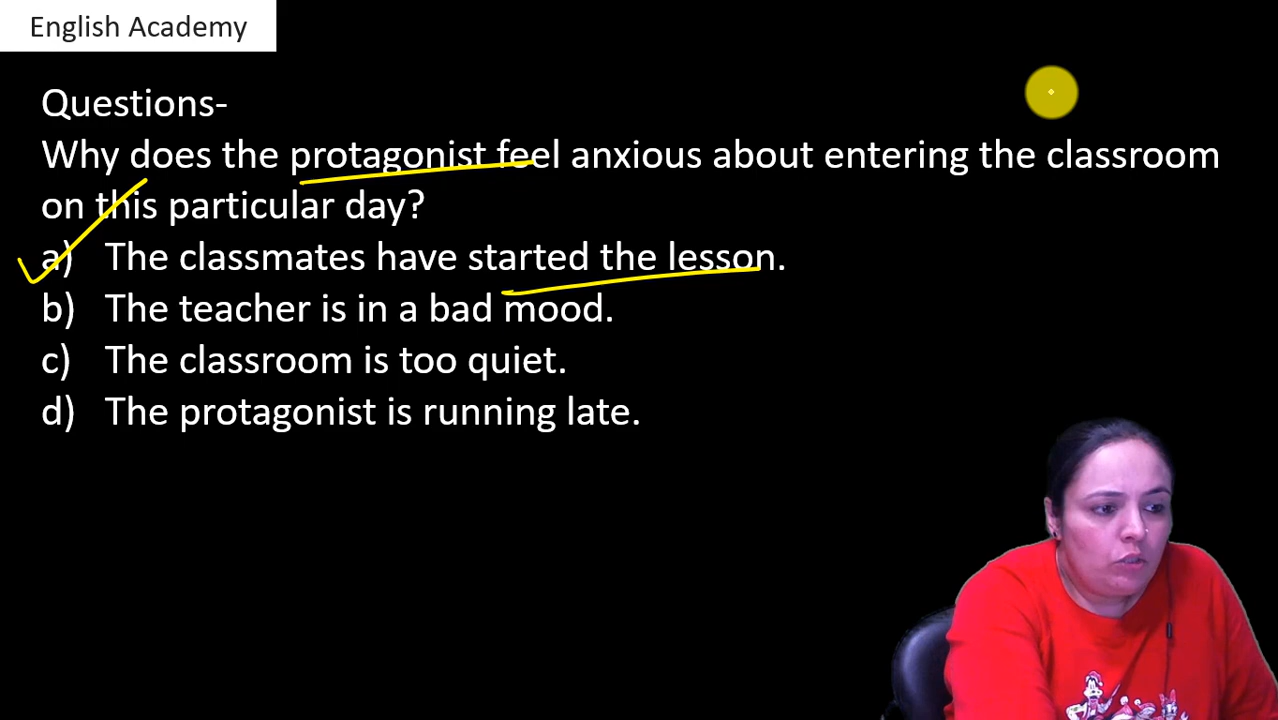 English Academy
Questions-
Why does the protagonist feel anxious about entering the classroom
on this particular day?
a) The classmates have started the lesson.
b) The teacher is in a bad mood.
c) The classroom is too quiet.
d) The protagonist is running late.